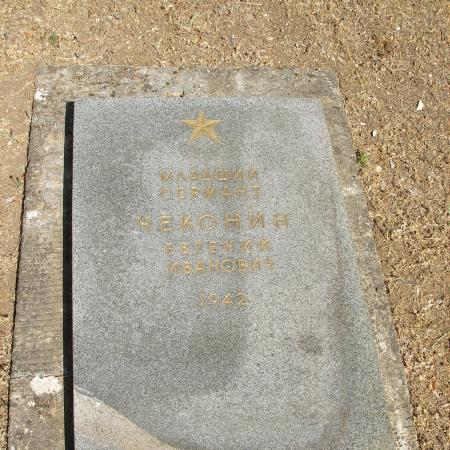 МЛАДШИЙ
СЕРЖАНТ
ЧЕКОНИН
ЕВГЕНИЙ
ИВАНОВИЧ
1942